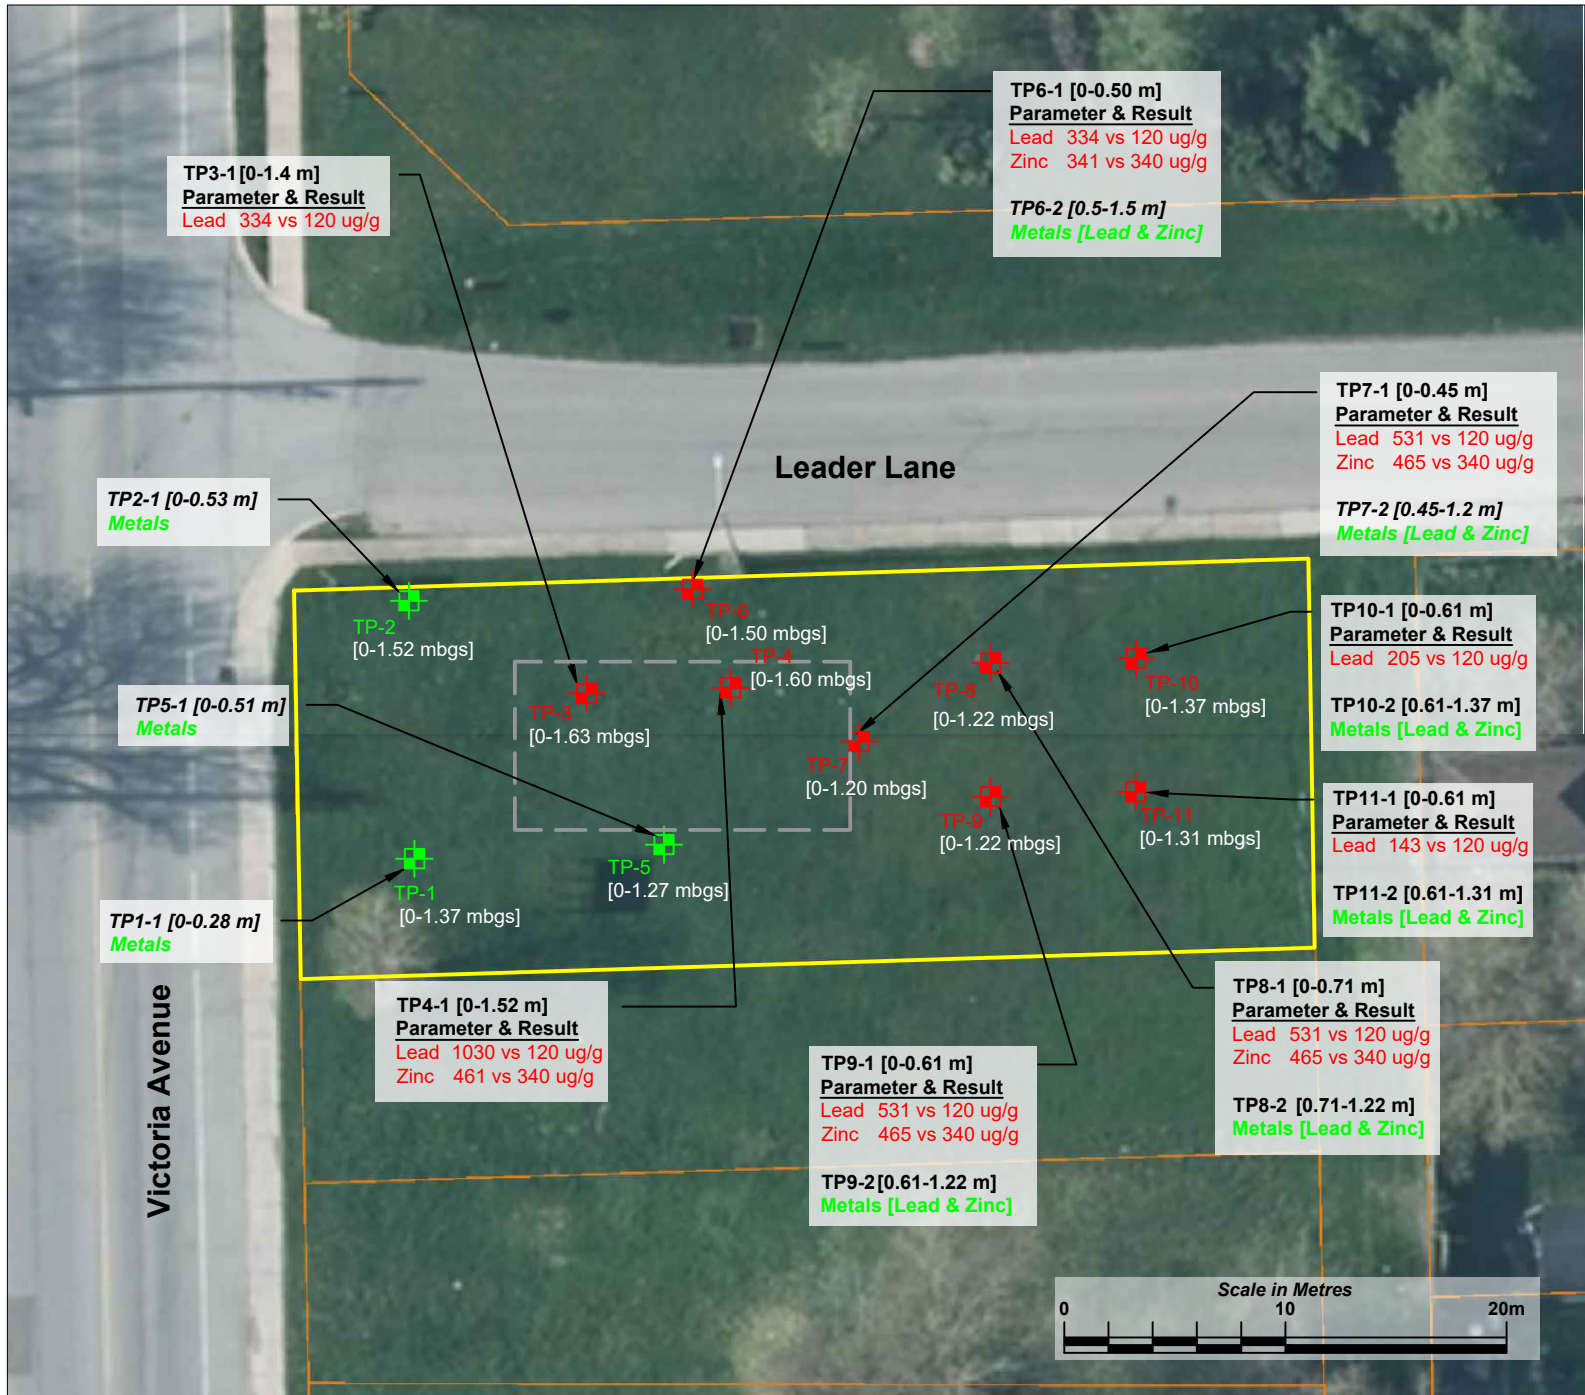 TP6-1 [0-0.50 m]
Parameter & Result
Lead 334 vs 120 ug/g
Zinc 341 vs 340 ug/g
TP6-2 [0.5-1.5 m]
Metals [Lead & Zinc]
TP3-1 [0-1.4 m]
Parameter & Result
Lead 334 vs 120 ug/g
TP7-1 [0-0.45 m]
Parameter & Result
Lead 531 vs 120 ug/g
Zinc 465 vs 340 ug/g
TP7-2 [0.45-1.2 m]
Metals [Lead & Zinc]
Leader Lane
TP2-1 [0-0.53 m]
Metals
TP-2
[0-1.52 mbgs]
TP-6
[0-1.50 mbgs]
TP-4
[0-1.60 mbgs]
TP-3
[0-1.63 mbgs]
TP-8
[0-1.22 mbgs]
TP-10
[0-1.37 mbgs]
TP10-1 [0-0.61 m]
Parameter & Result
Lead 205 vs 120 ug/g
TP10-2 [0.61-1.37 m]
Metals [Lead & Zinc]
TP5-1 [0-0.51 m]
Metals
TP-7
[0-1.20 mbgs]
TP-9
[0-1.22 mbgs]
TP-11
[0-1.31 mbgs]
TP11-1 [0-0.61 m]
Parameter & Result
Lead 143 vs 120 ug/g
TP11-2 [0.61-1.31 m]
Metals [Lead & Zinc]
TP-5
[0-1.27 mbgs]
TP-1
[0-1.37 mbgs]
TP1-1 [0-0.28 m]
Metals
Victoria Avenue
TP4-1 [0-1.52 m]
Parameter & Result
Lead 1030 vs 120 ug/g
Zinc 461 vs 340 ug/g
TP8-1 [0-0.71 m]
Parameter & Result
Lead 531 vs 120 ug/g
Zinc 465 vs 340 ug/g
TP8-2 [0.71-1.22 m]
Metals [Lead & Zinc]
TP9-1 [0-0.61 m]
Parameter & Result
Lead 531 vs 120 ug/g
Zinc 465 vs 340 ug/g
TP9-2 [0.61-1.22 m]
Metals [Lead & Zinc]
Scale in Metres
0 10 20m